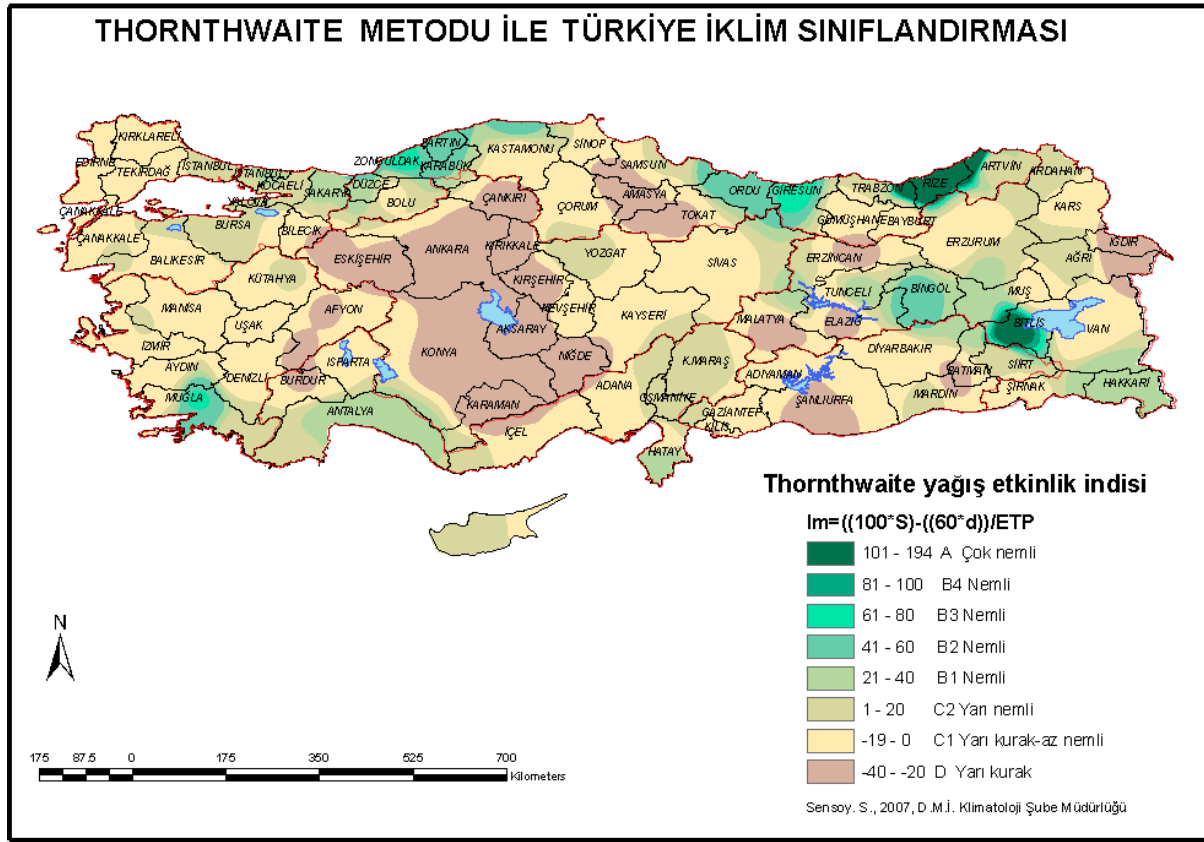 THORNTHWAITE METODU İLE TÜRKİYE İKLİM SINIFLANDIRMASI
KIRKLARELİ
EDİRNE
TEKİRDAĞ
İSTANBUL
İSTANBUL
KOCAELİ
YALOVA
SAKARYA
DÜZCE
BOLU
ZONGULDAK
BARTIN
KARABÜK
KASTAMONU
SİNOP
SAMSUN
ORDU
GİRESUN
TRABZON
RİZE
ARTVİN
ARDAHAN
ÇANAKKALE
ÇANAKKALE
BALIKESİR
BURSA
BİLECİK
ESKİŞEHİR
ANKARA
ÇANKIRI
KIRIKKALE
ÇORUM
AMASYA
TOKAT
GÜMÜŞHANE
BAYBURT
ERZURUM
KARS
IĞDIR
AĞRI
KÜTAHYA
KIRŞEHİR
YOZGAT
SİVAS
ERZİNCAN
TUNCELİ
BİNGÖL
MUŞ
MANİSA
UŞAK
AFYON
KONYA
AKSARAY
NEVŞEHİR
KAYSERİ
MALATYA
ELAZIĞ
BİTLİS
VAN
İZMİR
AYDIN
DENİZLİ
BURDUR
ISPARTA
NİĞDE
K.MARAŞ
ADIYAMAN
DİYARBAKIR
BATMAN
SİİRT
ŞIRNAK
HAKKARİ
MUĞLA
ANTALYA
KARAMAN
İÇEL
ADANA
OSMANİYE
GAZİANTEP
KİLİS
ŞANLIURFA
MARDİN
HATAY
Thornthwaite yağış etkinlik indisi
Im=((100*S)-((60*d))/ETP
101 - 194 A Çok nemli
81 - 100 B4 Nemli
61 - 80 B3 Nemli
41 - 60 B2 Nemli
21 - 40 B1 Nemli
1 - 20 C2 Yarı nemli
-19 - 0 C1 Yarı kurak-az nemli
-40 - -20 D Yarı kurak
N
175 87.5 0 175 350 525 700
Kilometers
Sensoy. S., 2007, D.M.İ. Klimatoloji Şube Müdürlüğü